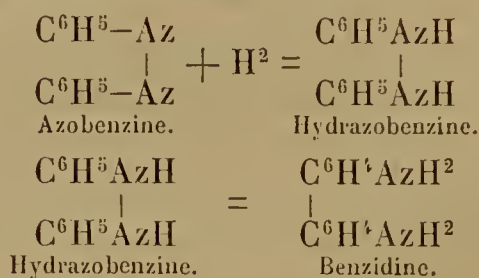 C⁶H⁵–Az C⁶H⁵AzH
| + H² = |
C⁶H⁵–Az C⁶H⁵AzH
Azobenzine. Hydrazobenzine.
C⁶H⁵AzH C⁶H⁴AzH²
| = |
C⁶H⁵AzH C⁶H⁴AzH²
Hydrazobenzine. Benzidine.